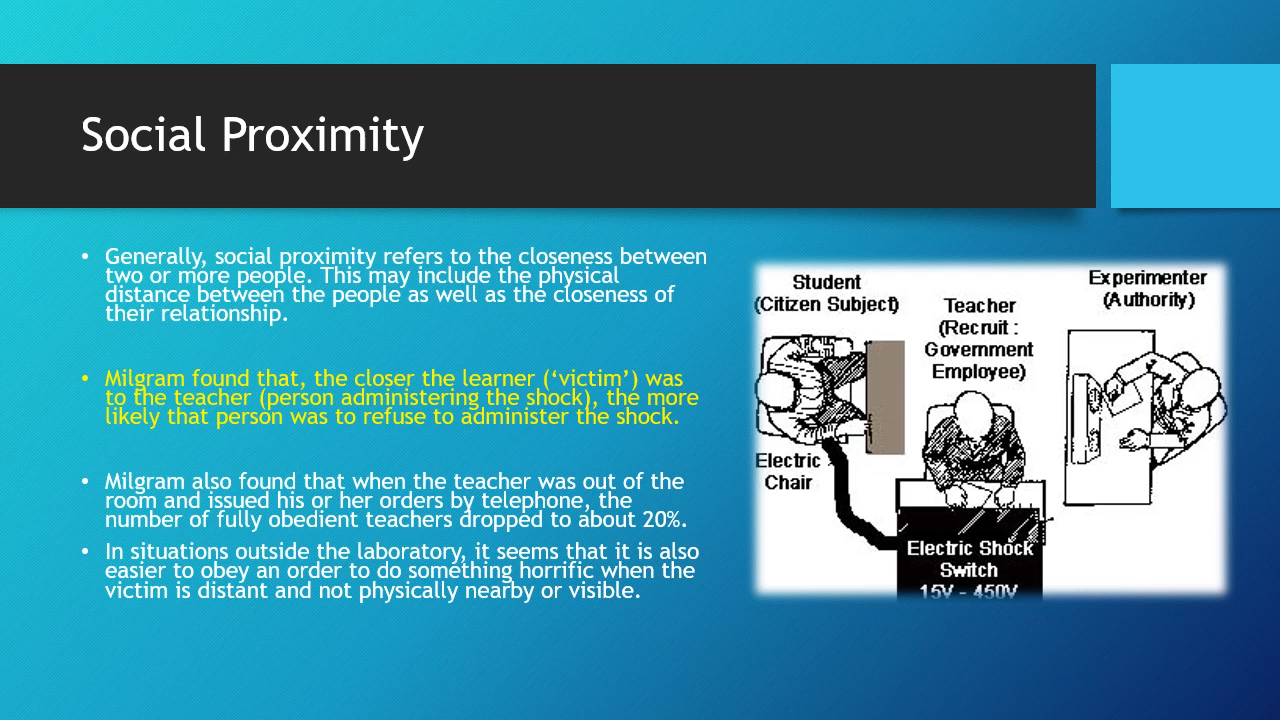 Social Proximity
• Generally, social proximity refers to the closeness between
two or more people. This may include the physical
distance between the people as well as the closeness of
their relationship.
• Milgram found that, the closer the learner (‘victim’) was
to the teacher (person administering the shock), the more
likely that person was to refuse to administer the shock.
• Milgram also found that when the teacher was out of the
room and issued his or her orders by telephone, the
number of fully obedient teachers dropped to about 20%.
• In situations outside the laboratory, it seems that it is also
easier to obey an order to do something horrific when the
victim is distant and not physically nearby or visible.
Student
(Citizen Subject)
Teacher
(Recruit :
Government
Employee)
Experimenter
(Authority)
Electric
Chair
Electric Shock
Switch
15V - 450V